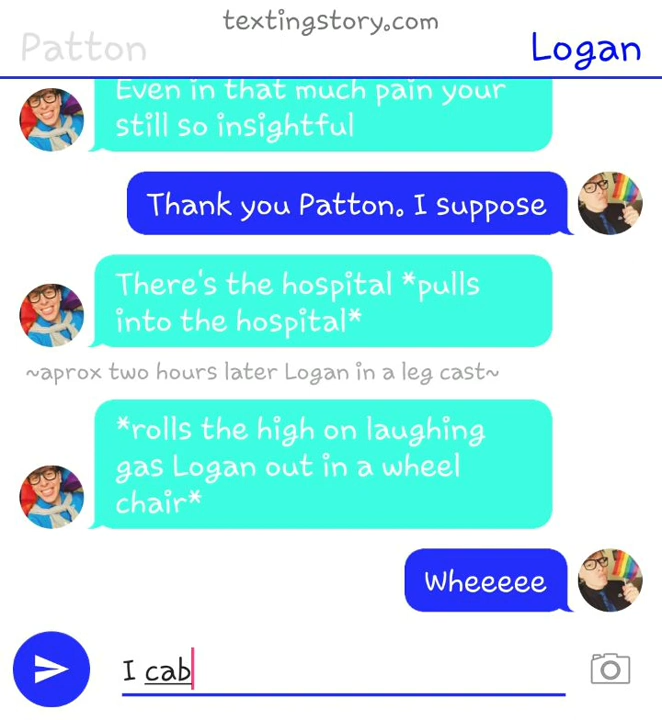 textingstory.com
Patton
Logan
Even in that much pain your
still so insightful
Thank you Patton. I suppose
There's the hospital *pulls
into the hospital*
~aprox two hours later Logan in a leg cast~
*rolls the high on laughing
gas Logan out in a wheel
chair*
Wheeeee
I cab